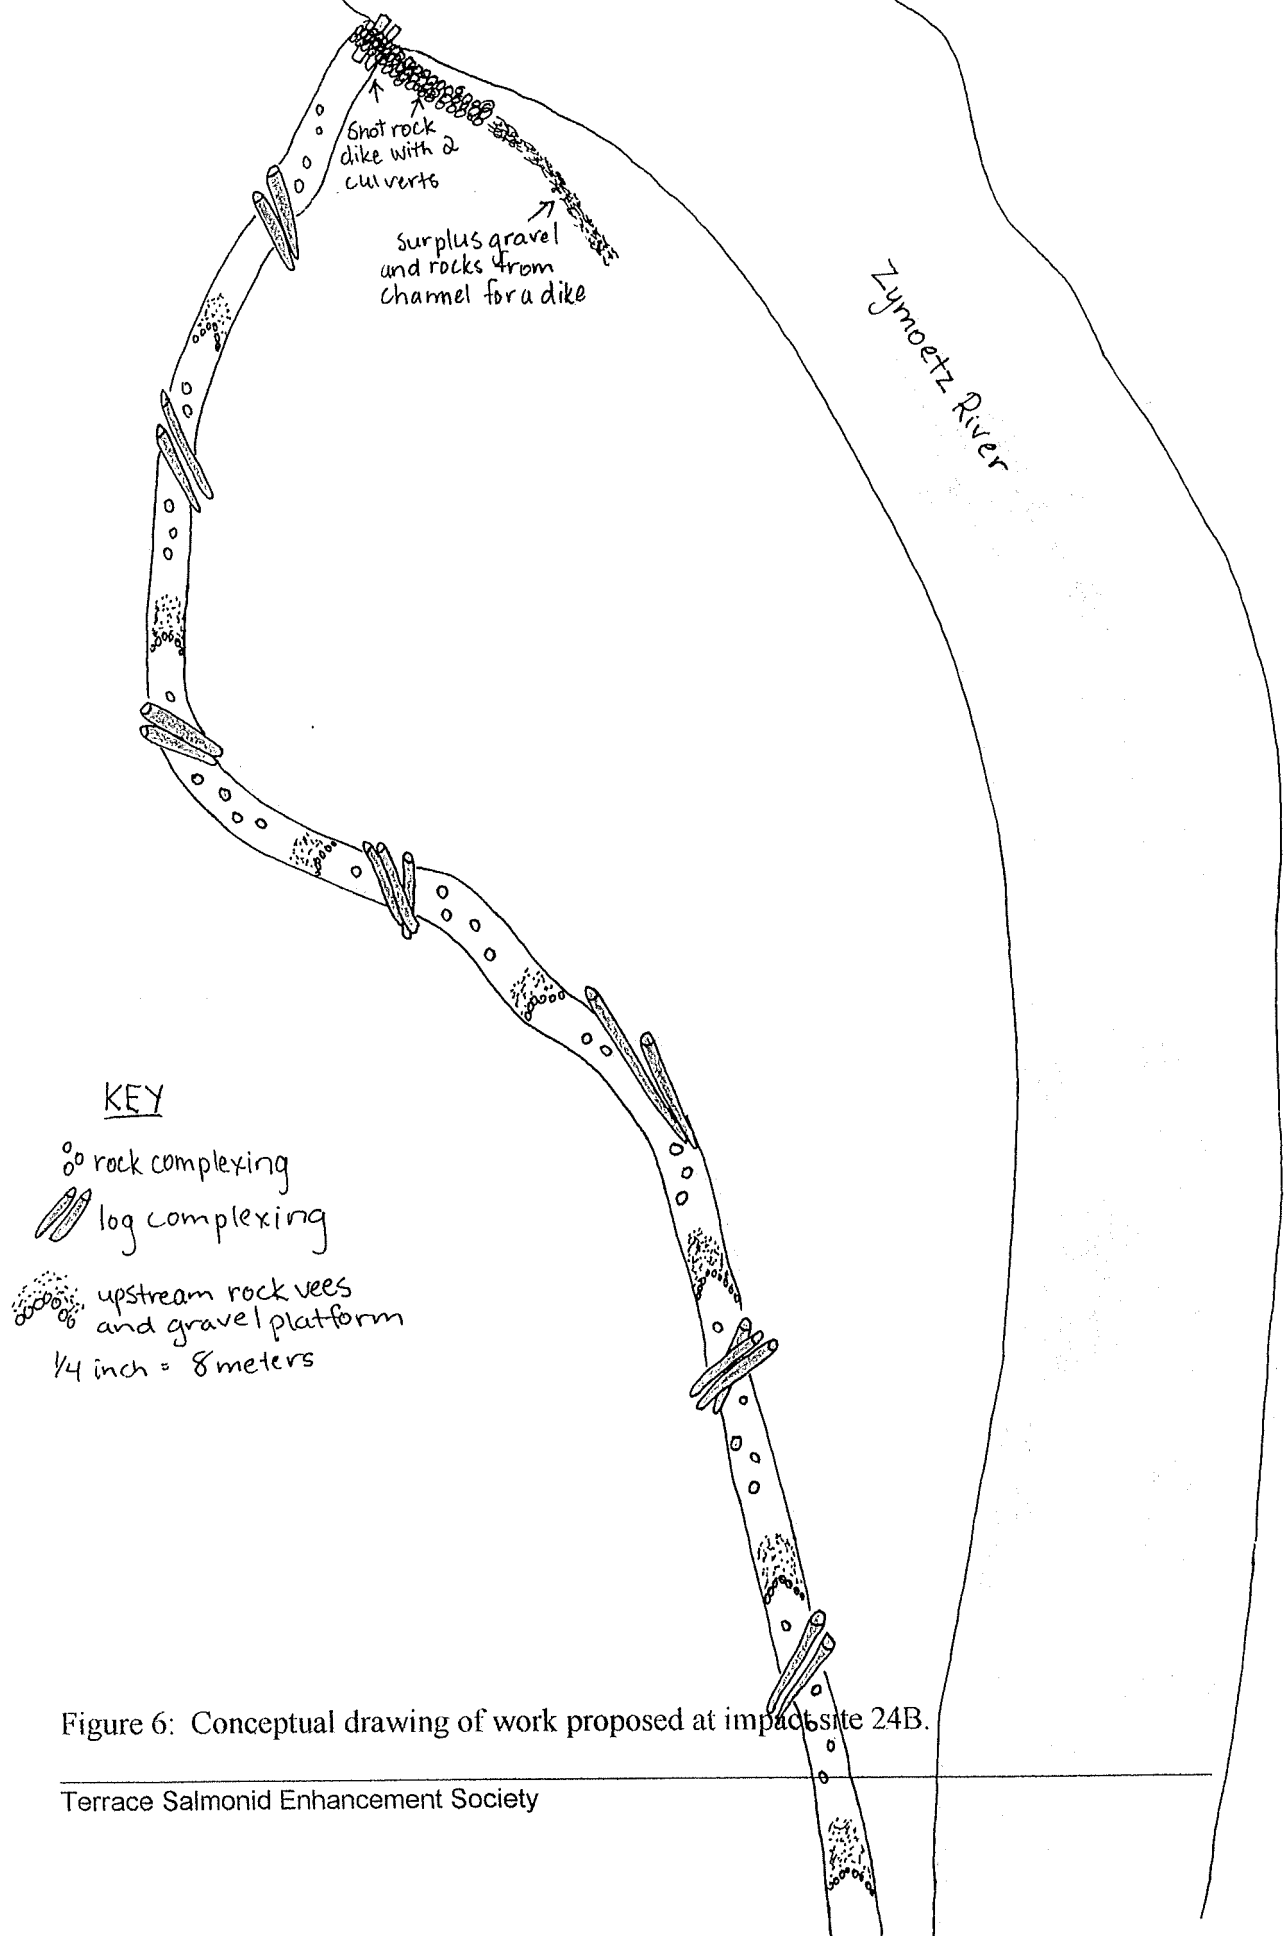 Shot rock
dike with 2
culverts
Surplus gravel
and rocks from
channel for a dike
Zymoetz River
KEY
rock complexing
log complexing
upstream rock vees
and gravel platform
1/4 inch = 8 meters
Figure 6: Conceptual drawing of work proposed at impact site 24B.
Terrace Salmonid Enhancement Society